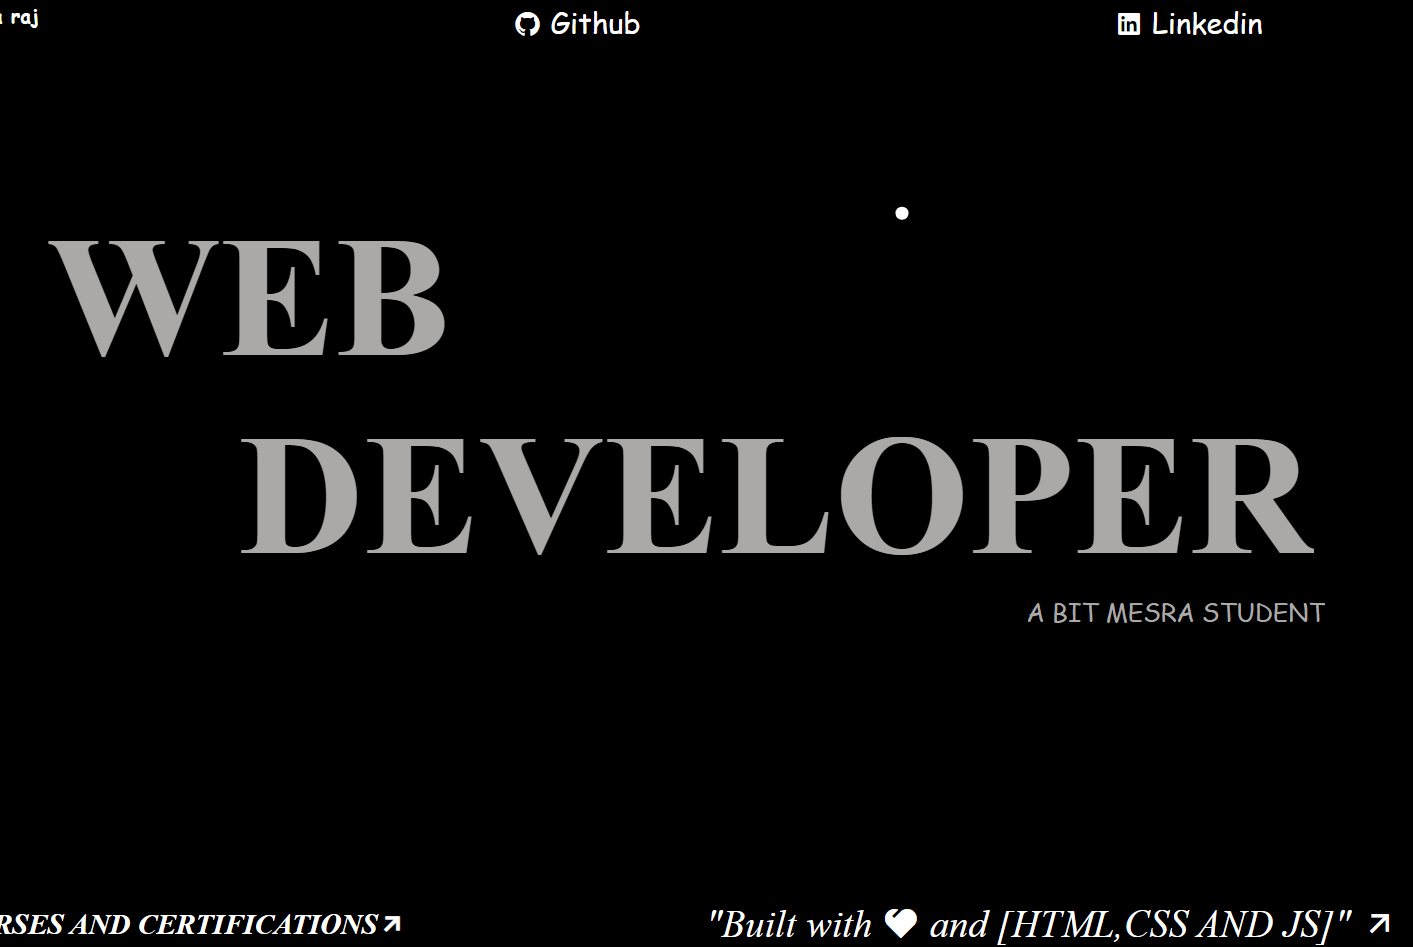 raj Github Linkedin
WEB
DEVELOPER
A BIT MESRA STUDENT
RSES AND CERTIFICATIONS "Built with and [HTML,CSS AND JS]"